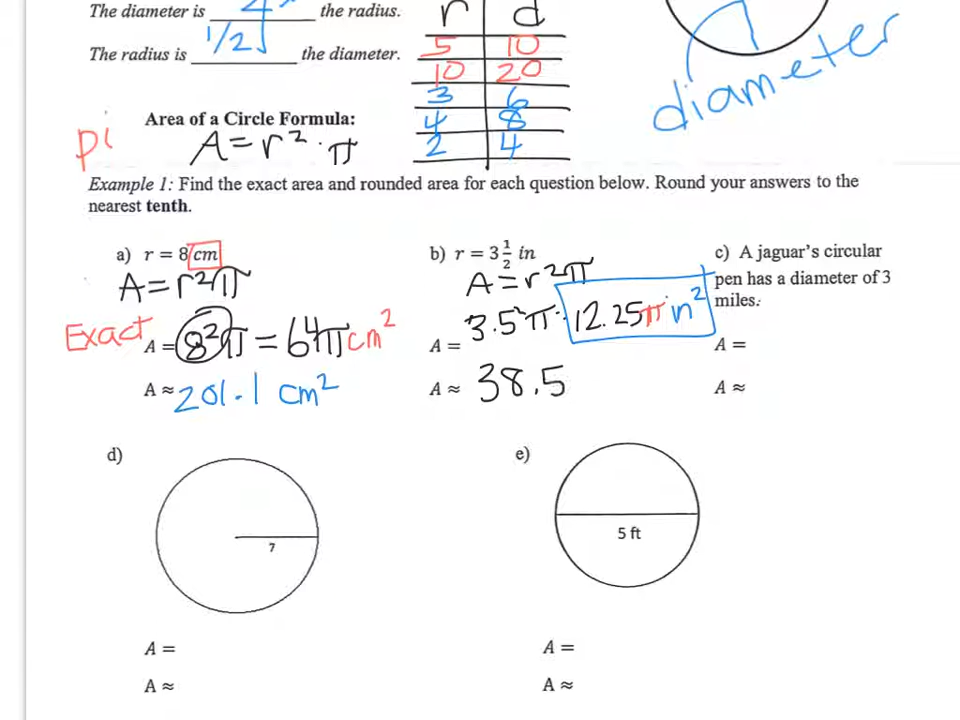 The diameter is ______ the radius.
r d
The radius is 1/2 the diameter.
5 10
10 20
3 6
4 8
2 4
diameter
Area of a Circle Formula:
pi A = r² · π
Example 1: Find the exact area and rounded area for each question below. Round your answers to the
nearest tenth.
a) r = 8 cm
A = r²π
Exact A = 8²π = 64π cm²
A ≈ 201.1 cm²
b) r = 3 1/2 in
A = r²π
A = 3.5 π · 12.25π in²
A ≈ 38.5
c) A jaguar's circular
pen has a diameter of 3
miles.
A =
A ≈
d)
7
A =
A ≈
e)
5 ft
A =
A ≈